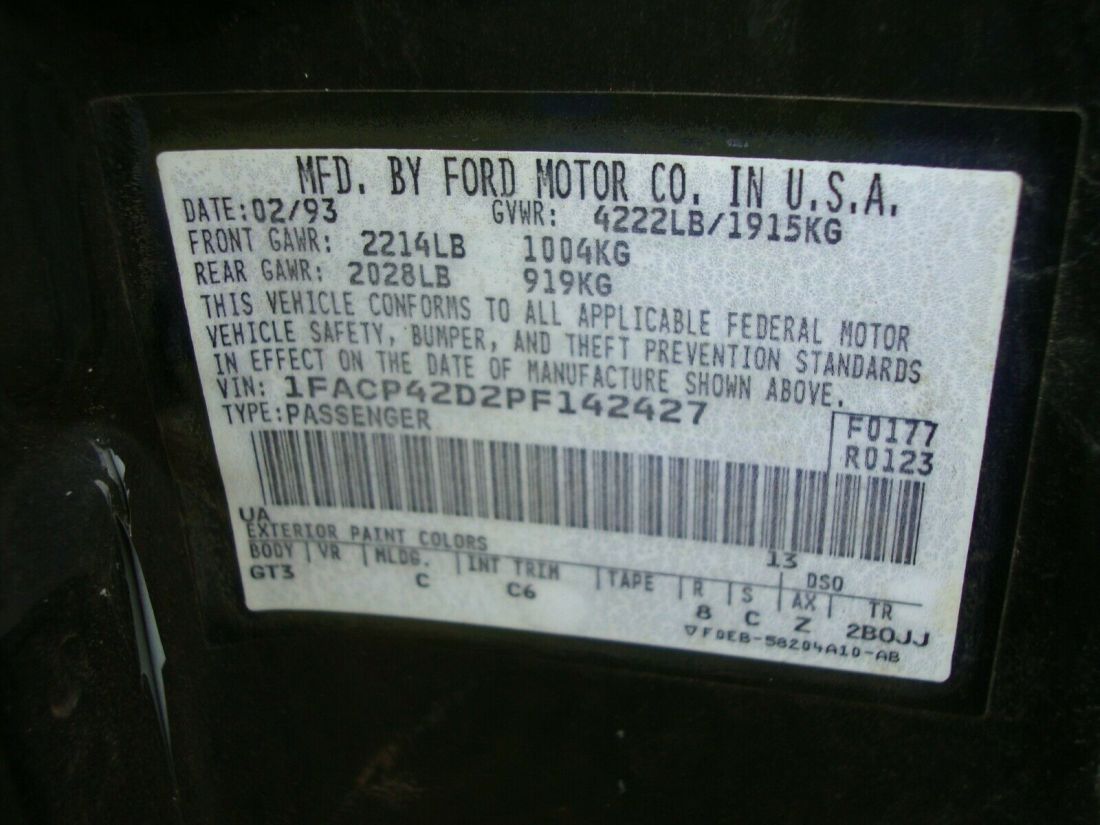 MFD. BY FORD MOTOR CO. IN U.S.A.
DATE:02/93 GVWR: 4222LB/1915KG
FRONT GAWR: 2214LB 1004KG
REAR GAWR: 2028LB 919KG
THIS VEHICLE CONFORMS TO ALL APPLICABLE FEDERAL MOTOR
VEHICLE SAFETY, BUMPER, AND THEFT PREVENTION STANDARDS
IN EFFECT ON THE DATE OF MANUFACTURE SHOWN ABOVE.
VIN: 1FACP42D2PF142427
TYPE:PASSENGER
F0177
R0123
UA
EXTERIOR PAINT COLORS 13 DSO
BODY VR MLDG. INT TRIM TAPE R S AX TR
GT3 C C6 8 C Z 2BOJJ
▽F0EB-58204A10-AB